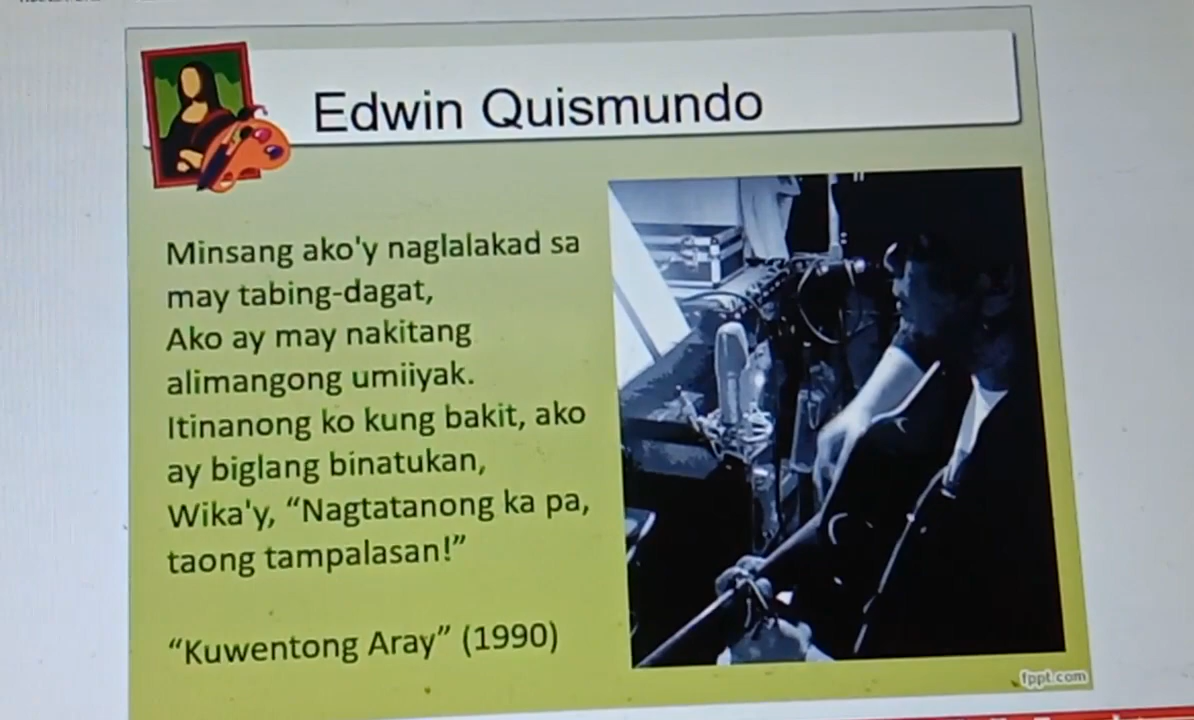 Edwin Quismundo
Minsang ako'y naglalakad sa
may tabing-dagat,
Ako ay may nakitang
alimangong umiiyak.
Itinanong ko kung bakit, ako
ay biglang binatukan,
Wika'y, “Nagtatanong ka pa,
taong tampalasan!”
“Kuwentong Aray” (1990)
fppt.com